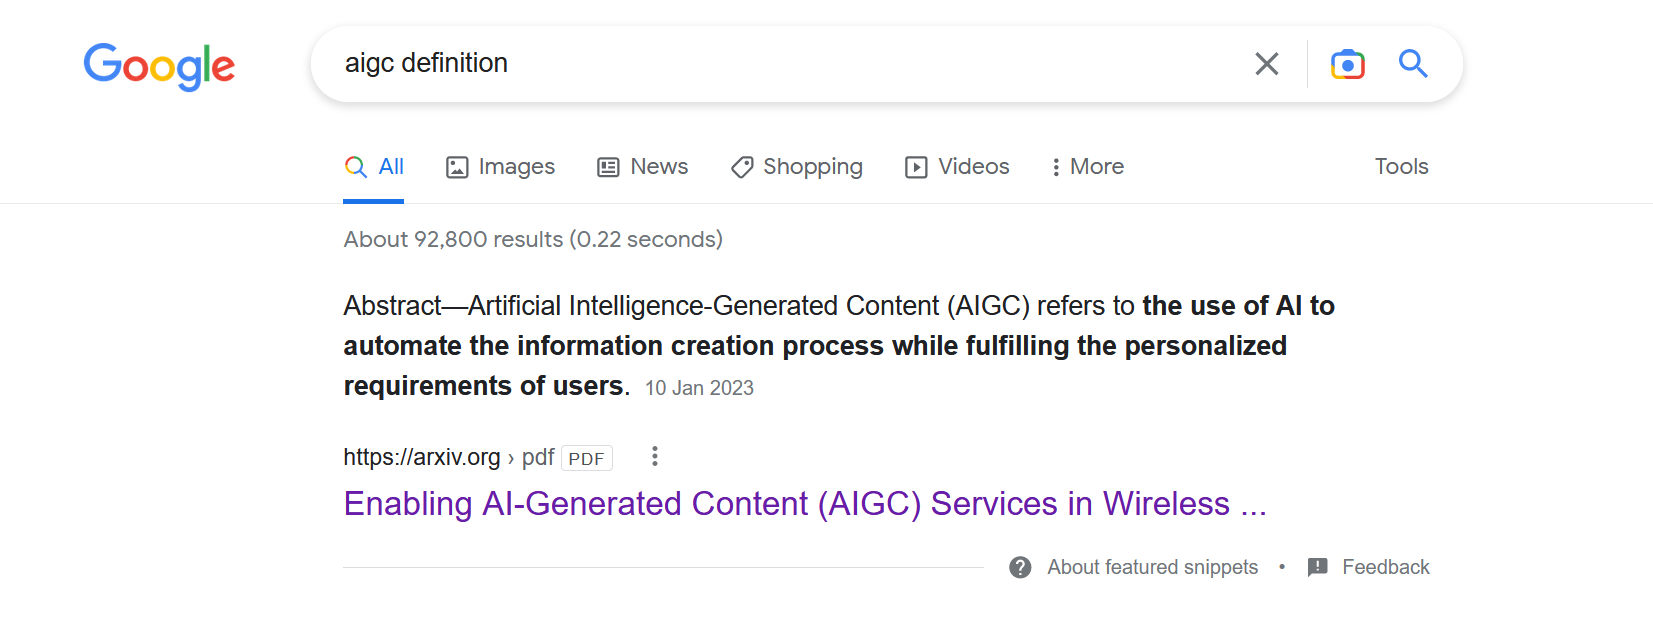 Google
aigc definition
All Images News Shopping Videos More Tools
About 92,800 results (0.22 seconds)
Abstract—Artificial Intelligence-Generated Content (AIGC) refers to the use of AI to
automate the information creation process while fulfilling the personalized
requirements of users. 10 Jan 2023
https://arxiv.org › pdf PDF
Enabling AI-Generated Content (AIGC) Services in Wireless ...
About featured snippets • Feedback